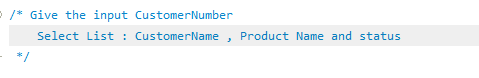 /* Give the input CustomerNumber
Select List : CustomerName , Product Name and status
*/